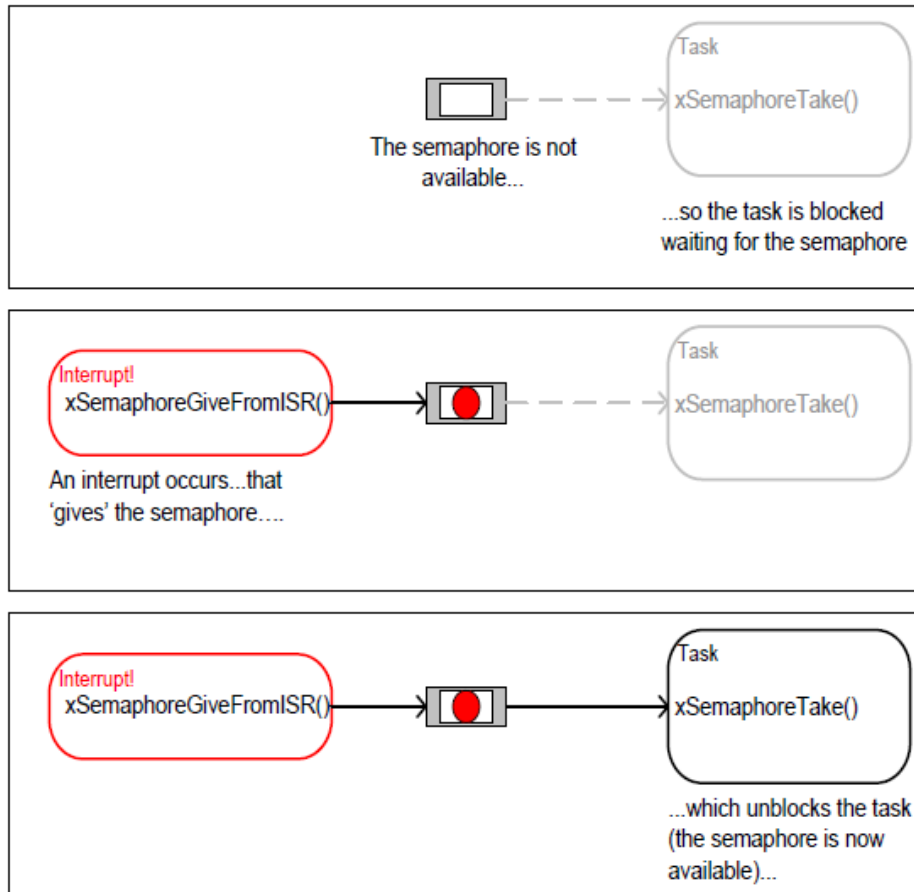 Task
xSemaphoreTake()
The semaphore is not
available...
...so the task is blocked
waiting for the semaphore
Interrupt!
xSemaphoreGiveFromISR()
An interrupt occurs...that
‘gives’ the semaphore….
Task
xSemaphoreTake()
Interrupt!
xSemaphoreGiveFromISR()
Task
xSemaphoreTake()
...which unblocks the task
(the semaphore is now
available)...